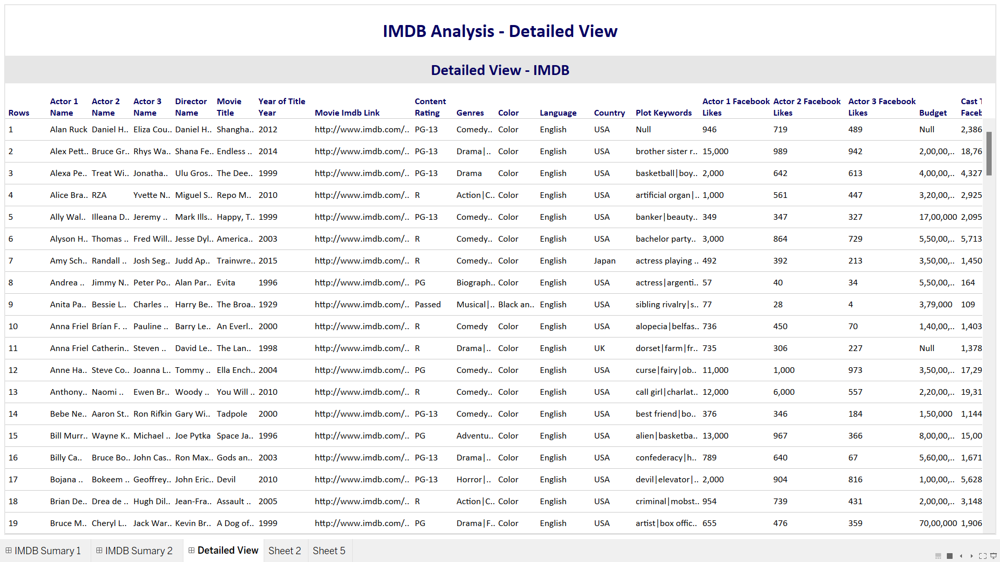 IMDB Analysis - Detailed View
Detailed View - IMDB
Rows Actor 1 Name Actor 2 Name Actor 3 Name Director Name Movie Title Year of Title Year Movie Imdb Link Content Rating Genres Color Language Country Plot Keywords Actor 1 Facebook Likes Actor 2 Facebook Likes Actor 3 Facebook Likes Budget Cast T Faceb
1 Alan Ruck Daniel H.. Eliza Cou.. Daniel H.. Shangha.. 2012 http://www.imdb.com/.. PG-13 Comedy.. Color English USA Null 946 719 489 Null 2,386
2 Alex Pett.. Bruce Gr.. Rhys Wa.. Shana Fe.. Endless .. 2014 http://www.imdb.com/.. PG-13 Drama|.. Color English USA brother sister r.. 15,000 989 942 2,00,00,.. 18,76
3 Alexa Pe.. Treat Wi.. Jonatha.. Ulu Gros.. The Dee.. 1999 http://www.imdb.com/.. PG-13 Drama Color English USA basketball|boy.. 2,000 642 613 4,00,00,.. 4,327
4 Alice Bra.. RZA Yvette N.. Miguel S.. Repo M.. 2010 http://www.imdb.com/.. R Action|C.. Color English USA artificial organ|.. 1,000 561 447 3,20,00,.. 2,925
5 Ally Wal.. Illeana D.. Jeremy .. Mark Ills.. Happy, T.. 1999 http://www.imdb.com/.. PG-13 Comedy.. Color English USA banker|beauty.. 349 347 327 17,00,000 2,095
6 Alyson H.. Thomas .. Fred Will.. Jesse Dyl.. America.. 2003 http://www.imdb.com/.. R Comedy.. Color English USA bachelor party.. 3,000 864 729 5,50,00,.. 5,713
7 Amy Sch.. Randall .. Josh Seg.. Judd Ap.. Trainwre.. 2015 http://www.imdb.com/.. R Comedy.. Color English Japan actress playing .. 492 392 213 3,50,00,.. 1,450
8 Andrea .. Jimmy N.. Peter Po.. Alan Par.. Evita 1996 http://www.imdb.com/.. PG Biograph.. Color English USA actress|argenti.. 57 40 34 5,50,00,.. 164
9 Anita Pa.. Bessie L.. Charles .. Harry Be.. The Broa.. 1929 http://www.imdb.com/.. Passed Musical|.. Black an.. English USA sibling rivalry|s.. 77 28 4 3,79,000 109
10 Anna Friel Brían F. .. Pauline .. Barry Le.. An Everl.. 2000 http://www.imdb.com/.. R Comedy Color English USA alopecia|belfas.. 736 450 70 1,40,00,.. 1,403
11 Anna Friel Catherin.. Steven .. David Le.. The Lan.. 1998 http://www.imdb.com/.. R Drama|.. Color English UK dorset|farm|fr.. 735 306 227 Null 1,378
12 Anne Ha.. Steve Co.. Joanna L.. Tommy .. Ella Ench.. 2004 http://www.imdb.com/.. PG Comedy.. Color English USA curse|fairy|ob.. 11,000 1,000 973 3,50,00,.. 17,29
13 Anthony.. Naomi .. Ewen Br.. Woody .. You Will .. 2010 http://www.imdb.com/.. R Comedy.. Color English USA call girl|charlat.. 12,000 6,000 557 2,20,00,.. 19,31
14 Bebe Ne.. Aaron St.. Ron Rifkin Gary Wi.. Tadpole 2000 http://www.imdb.com/.. PG-13 Comedy.. Color English USA best friend|bo.. 376 346 184 1,50,000 1,144
15 Bill Murr.. Wayne K.. Michael .. Joe Pytka Space Ja.. 1996 http://www.imdb.com/.. PG Adventu.. Color English USA alien|basketba.. 13,000 967 366 8,00,00,.. 15,00
16 Billy Ca.. Bruce Bo.. John Cas.. Ron Max.. Gods an.. 2003 http://www.imdb.com/.. PG-13 Drama|.. Color English USA confederacy|h.. 789 640 67 5,60,00,.. 1,671
17 Bojana .. Bokeem .. Geoffrey.. John Eric.. Devil 2010 http://www.imdb.com/.. PG-13 Horror|.. Color English USA devil|elevator|.. 2,000 904 816 1,00,00,.. 5,628
18 Brian De.. Drea de .. Hugh Dil.. Jean-Fra.. Assault .. 2005 http://www.imdb.com/.. R Action|C.. Color English USA criminal|mobst.. 954 739 431 2,00,00,.. 3,148
19 Bruce M.. Cheryl L.. Jack War.. Kevin Br.. A Dog of.. 1999 http://www.imdb.com/.. PG Drama|F.. Color English USA artist|box offic.. 655 476 359 70,00,000 1,906
IMDB Sumary 1 IMDB Sumary 2 Detailed View Sheet 2 Sheet 5